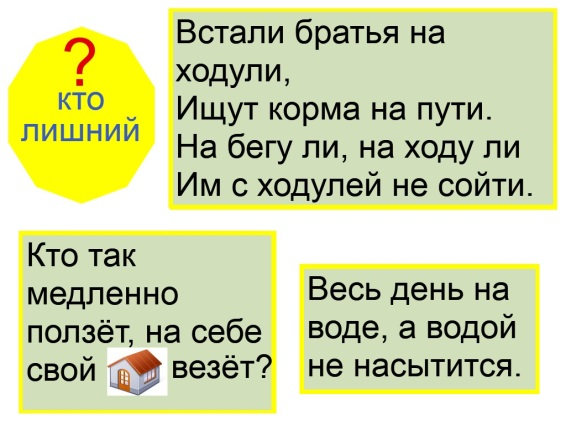 ?
кто
лишний
Встали братья на
ходули,
Ищут корма на пути.
На бегу ли, на ходу ли
Им с ходулей не сойти.
Кто так
медленно
ползёт, на себе
свой везёт?
Весь день на
воде, а водой
не насытится.